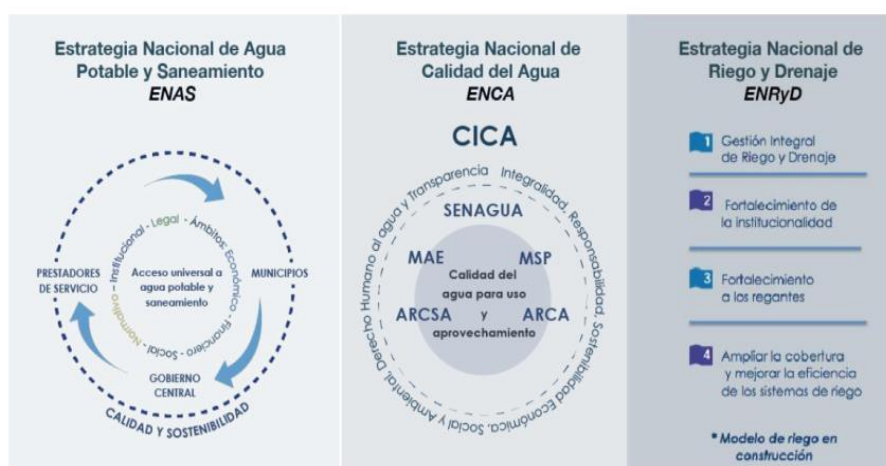 Estrategia Nacional de Agua
Potable y Saneamiento
ENAS
PRESTADORES
DE SERVICIO
MUNICIPIOS
GOBIERNO
CENTRAL
Ámbitos: Económico - Financiero - Social - Normativo - Institucional - Legal -
Acceso universal a
agua potable y
saneamiento
CALIDAD Y SOSTENIBILIDAD
Estrategia Nacional de
Calidad del Agua
ENCA
CICA
Integralidad, Responsabilidad, Sostenibilidad Económica, Social y Ambiental, Derecho Humano al agua y Transparencia
SENAGUA
MAE
MSP
ARCSA
ARCA
Calidad del
agua para uso
y
aprovechamiento
Estrategia Nacional de
Riego y Drenaje
ENRyD
1 Gestión Integral
de Riego y Drenaje
2 Fortalecimiento de
la institucionalidad
3 Fortalecimiento
a los regantes
4 Ampliar la cobertura
y mejorar la eficiencia
de los sistemas de riego
* Modelo de riego en
construcción